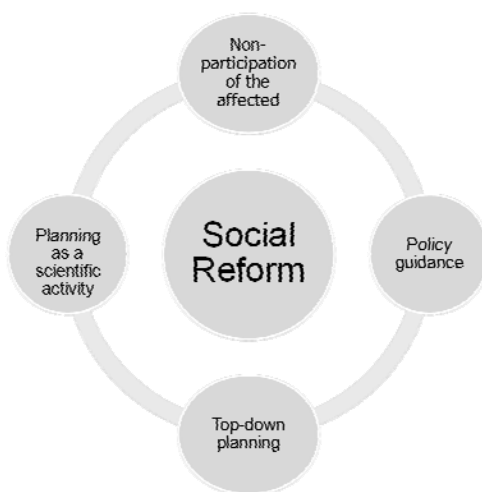 Non-
participation
of the
affected
Planning
as a
scientific
activity
Social
Reform
Policy
guidance
Top-down
planning